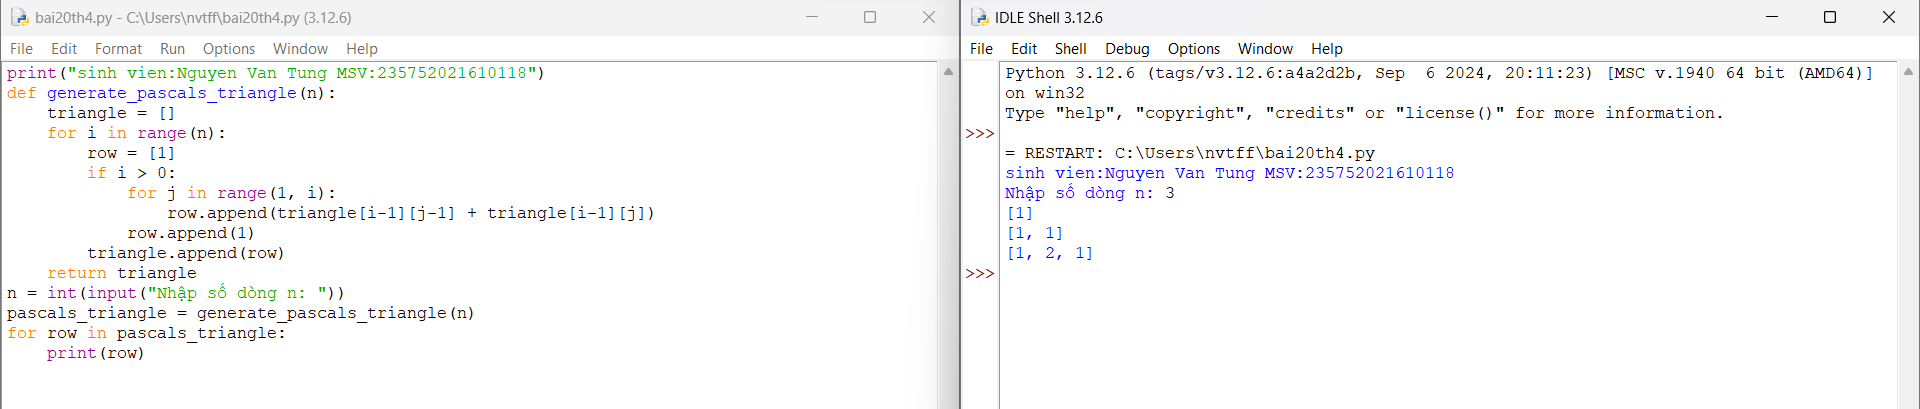 bai20th4.py - C:\Users\nvtff\bai20th4.py (3.12.6)
File Edit Format Run Options Window Help
print("sinh vien:Nguyen Van Tung MSV:235752021610118")
def generate_pascals_triangle(n):
    triangle = []
    for i in range(n):
        row = [1]
        if i > 0:
            for j in range(1, i):
                row.append(triangle[i-1][j-1] + triangle[i-1][j])
            row.append(1)
        triangle.append(row)
    return triangle
n = int(input("Nhập số dòng n: "))
pascals_triangle = generate_pascals_triangle(n)
for row in pascals_triangle:
    print(row)
IDLE Shell 3.12.6
File Edit Shell Debug Options Window Help
Python 3.12.6 (tags/v3.12.6:a4a2d2b, Sep  6 2024, 20:11:23) [MSC v.1940 64 bit (AMD64)]
on win32
Type "help", "copyright", "credits" or "license()" for more information.
>>>
= RESTART: C:\Users\nvtff\bai20th4.py
sinh vien:Nguyen Van Tung MSV:235752021610118
Nhập số dòng n: 3
[1]
[1, 1]
[1, 2, 1]
>>>